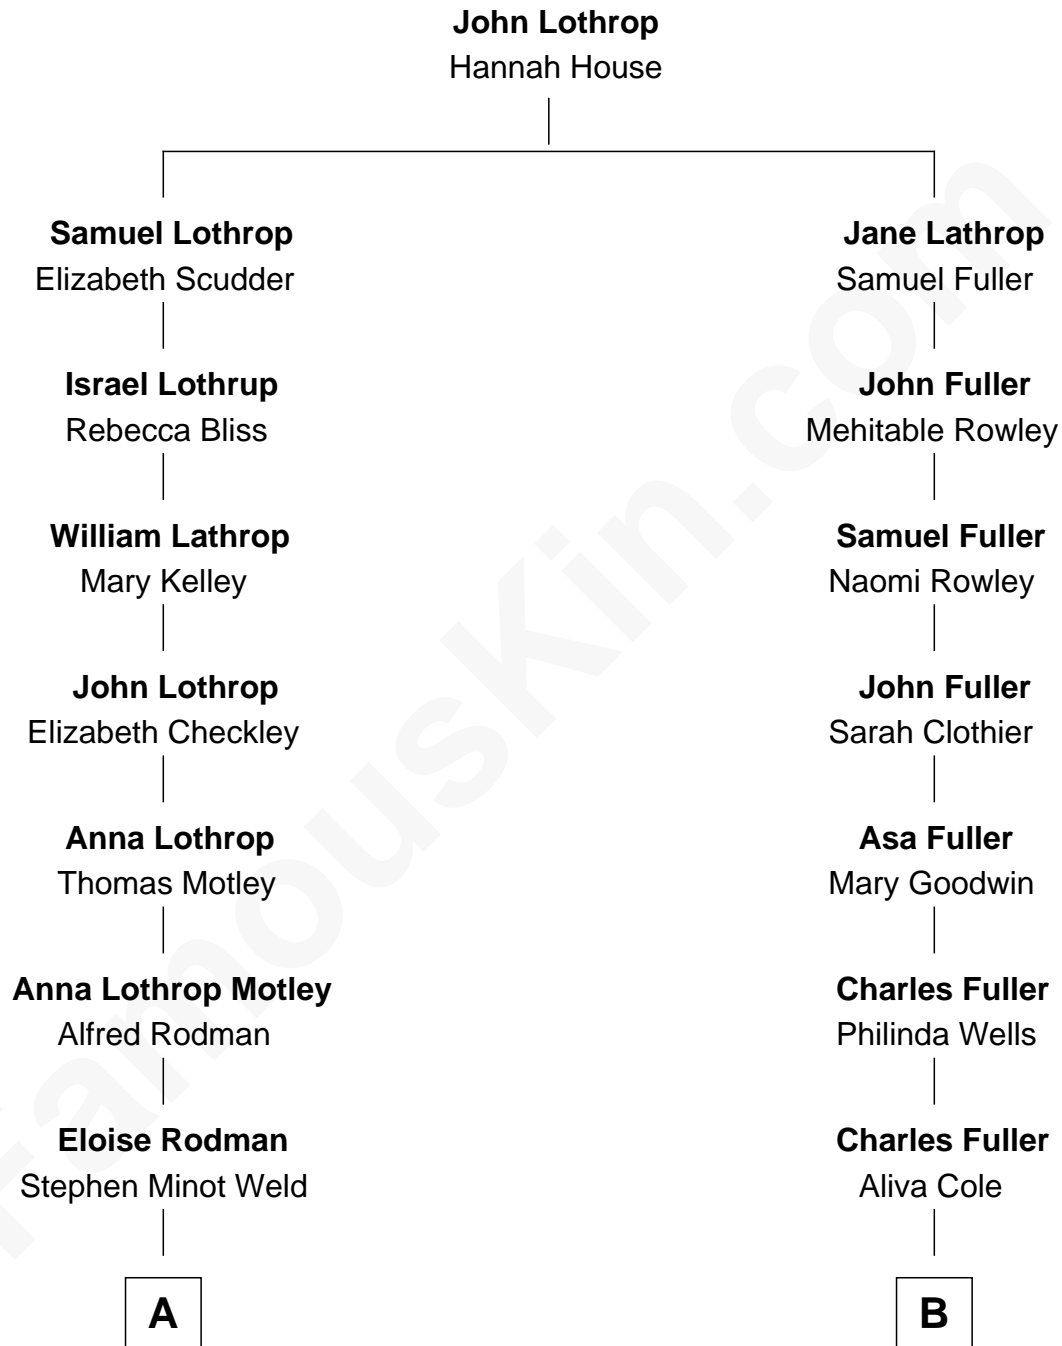 John Lothrop
Hannah House
Samuel Lothrop
Elizabeth Scudder
Jane Lathrop
Samuel Fuller
Israel Lothrup
Rebecca Bliss
John Fuller
Mehitable Rowley
William Lathrop
Mary Kelley
Samuel Fuller
Naomi Rowley
John Lothrop
Elizabeth Checkley
John Fuller
Sarah Clothier
Anna Lothrop
Thomas Motley
Asa Fuller
Mary Goodwin
Anna Lothrop Motley
Alfred Rodman
Charles Fuller
Philinda Wells
Eloise Rodman
Stephen Minot Weld
Charles Fuller
Aliva Cole
A
B
FamousKin.com